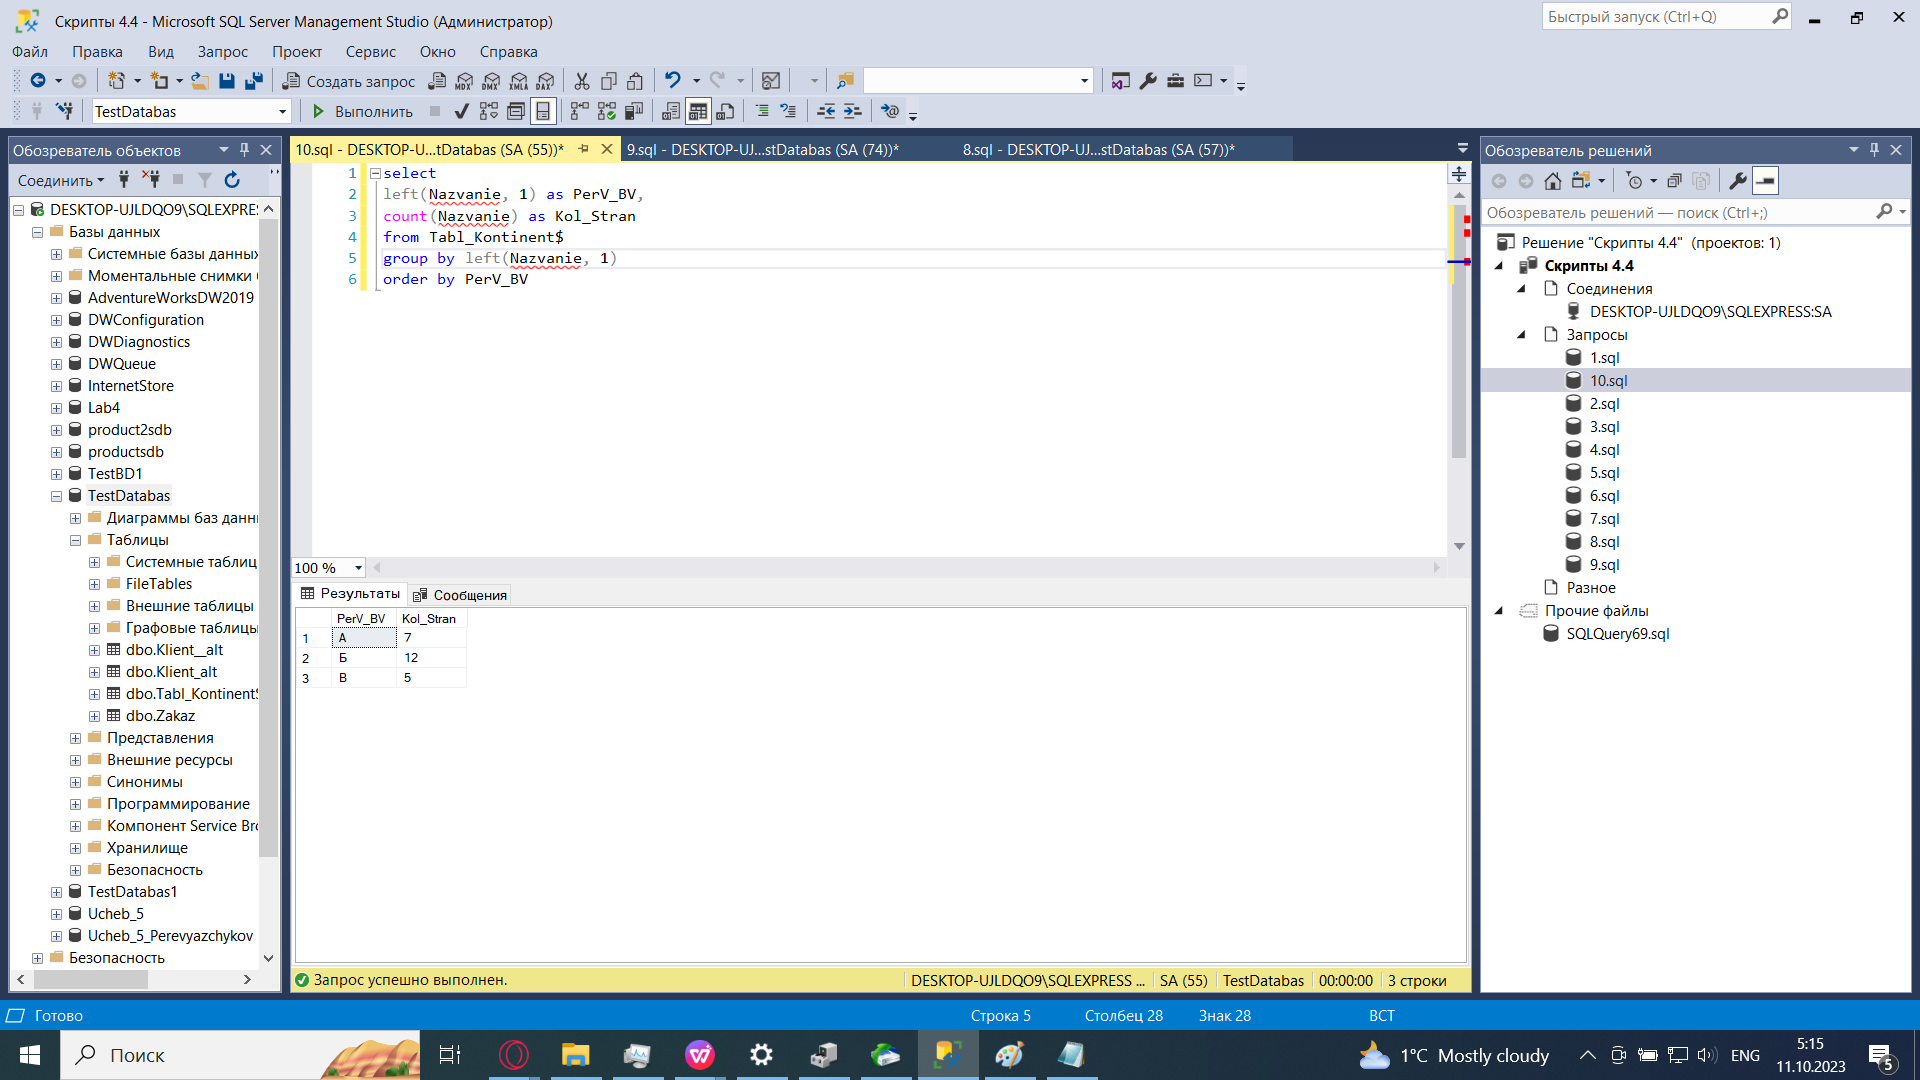 Скрипты 4.4 - Microsoft SQL Server Management Studio (Администратор)
Быстрый запуск (Ctrl+Q)
Файл Правка Вид Запрос Проект Сервис Окно Справка
Создать запрос MDX DMX XMLA DAX
TestDatabas Выполнить
Обозреватель объектов
Соединить
DESKTOP-UJLDQO9\SQLEXPRE
Базы данных
Системные базы данных
Моментальные снимки
AdventureWorksDW2019
DWConfiguration
DWDiagnostics
DWQueue
InternetStore
Lab4
product2sdb
productsdb
TestBD1
TestDatabas
Диаграммы баз данн
Таблицы
Системные таблиц
FileTables
Внешние таблицы
Графовые таблицы
dbo.Klient__alt
dbo.Klient_alt
dbo.Tabl_Kontinent
dbo.Zakaz
Представления
Внешние ресурсы
Синонимы
Программирование
Компонент Service Br
Хранилище
Безопасность
TestDatabas1
Ucheb_5
Ucheb_5_Perevyazchykov
Безопасность
10.sql - DESKTOP-U...tDatabas (SA (55))* 9.sql - DESKTOP-UJ...stDatabas (SA (74))* 8.sql - DESKTOP-UJ...stDatabas (SA (57))*
1 select
2 left(Nazvanie, 1) as PerV_BV,
3 count(Nazvanie) as Kol_Stran
4 from Tabl_Kontinent$
5 group by left(Nazvanie, 1)
6 order by PerV_BV
100 %
Результаты Сообщения
PerV_BV Kol_Stran
1 А 7
2 Б 12
3 В 5
Запрос успешно выполнен. DESKTOP-UJLDQO9\SQLEXPRESS ... SA (55) TestDatabas 00:00:00 3 строки
Обозреватель решений
Обозреватель решений — поиск (Ctrl+;)
Решение "Скрипты 4.4" (проектов: 1)
Скрипты 4.4
Соединения
DESKTOP-UJLDQO9\SQLEXPRESS:SA
Запросы
1.sql
10.sql
2.sql
3.sql
4.sql
5.sql
6.sql
7.sql
8.sql
9.sql
Разное
Прочие файлы
SQLQuery69.sql
Готово Строка 5 Столбец 28 Знак 28 ВСТ
Поиск
1°C Mostly cloudy
ENG
5:15
11.10.2023
5